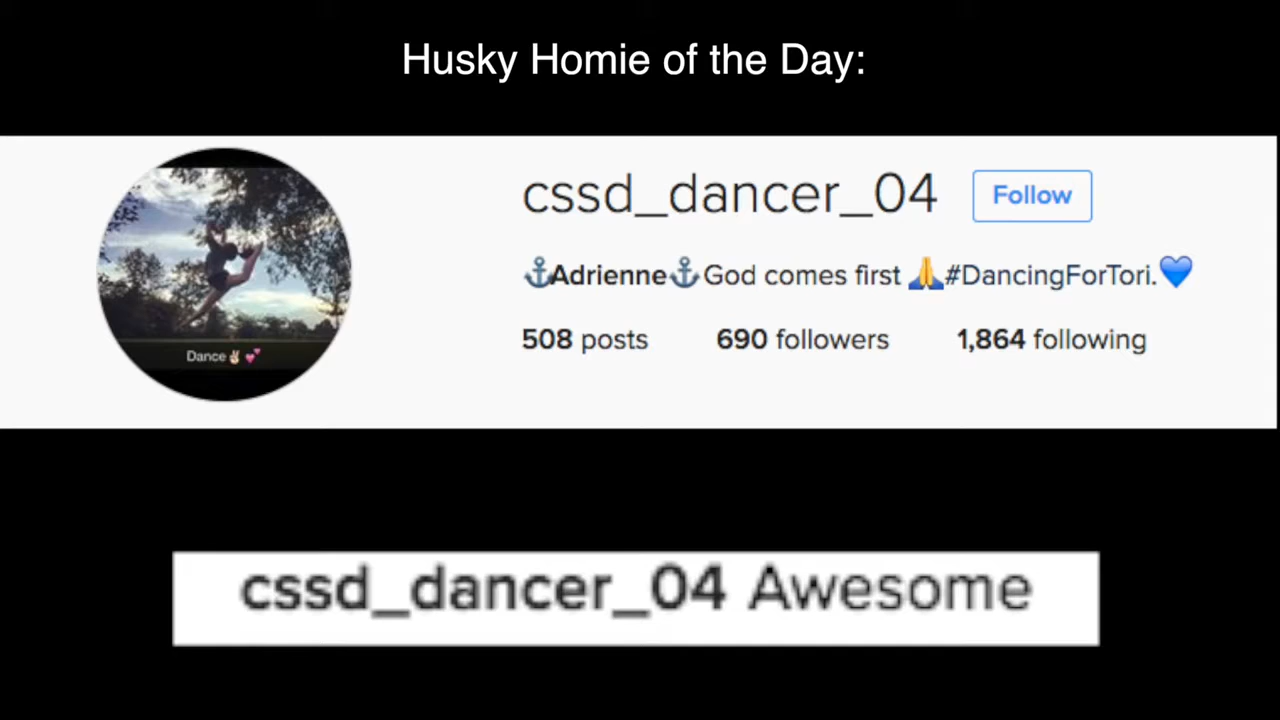 Husky Homie of the Day:
cssd_dancer_04 Follow
⚓Adrienne⚓God comes first 🙏#DancingForTori.💙
508 posts 690 followers 1,864 following
Dance✌💕
cssd_dancer_04 Awesome